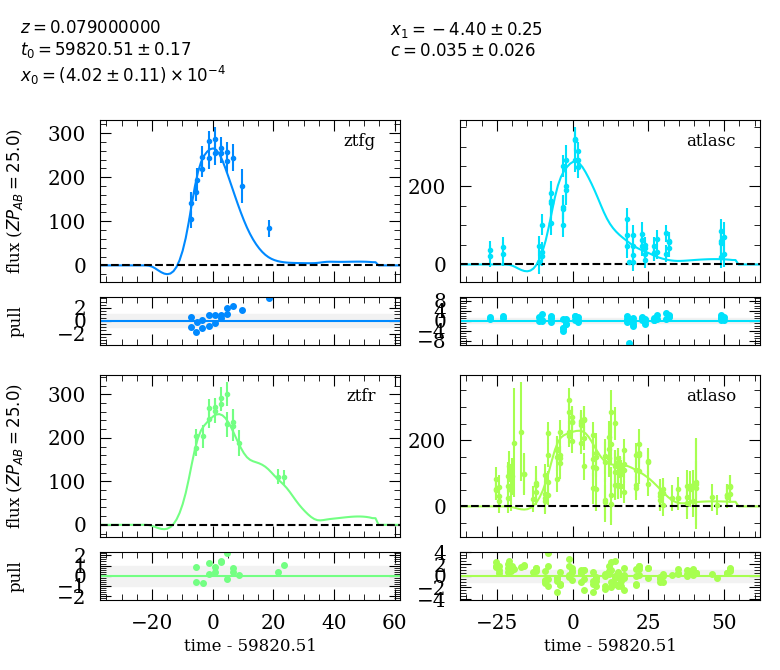 z = 0.079000000
t0 = 59820.51 ± 0.17
x0 = (4.02 ± 0.11) × 10^−4
x1 = −4.40 ± 0.25
c = 0.035 ± 0.026
flux (ZP_AB = 25.0)
300
200
100
0
ztfg
200
0
atlasc
pull
2
0
−2
8
4
0
−4
−8
flux (ZP_AB = 25.0)
300
200
100
0
ztfr
200
0
atlaso
pull
2
1
0
−1
−2
4
2
0
−2
−4
−20 0 20 40 60
time - 59820.51
−25 0 25 50
time - 59820.51